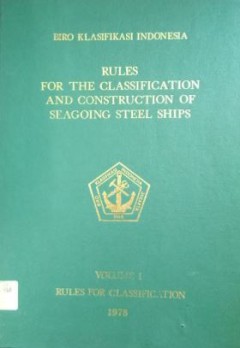 BIRO KLASIFIKASI INDONESIA
RULES
FOR THE CLASSIFICATION
AND CONSTRUCTION OF
SEAGOING STEEL SHIPS
VOLUME I
RULES FOR CLASSIFICATION
1978